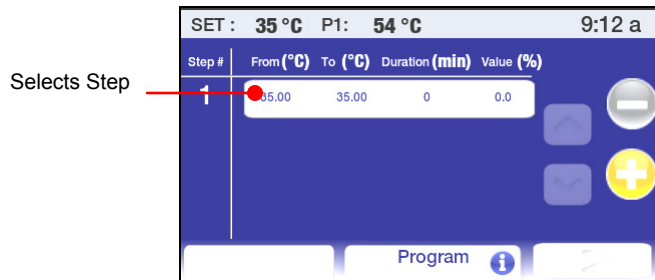 SET : 35 °C P1: 54 °C 9:12 a
Step # From (°C) To (°C) Duration (min) Value (%)
Selects Step
1 35.00 35.00 0 0.0
Program